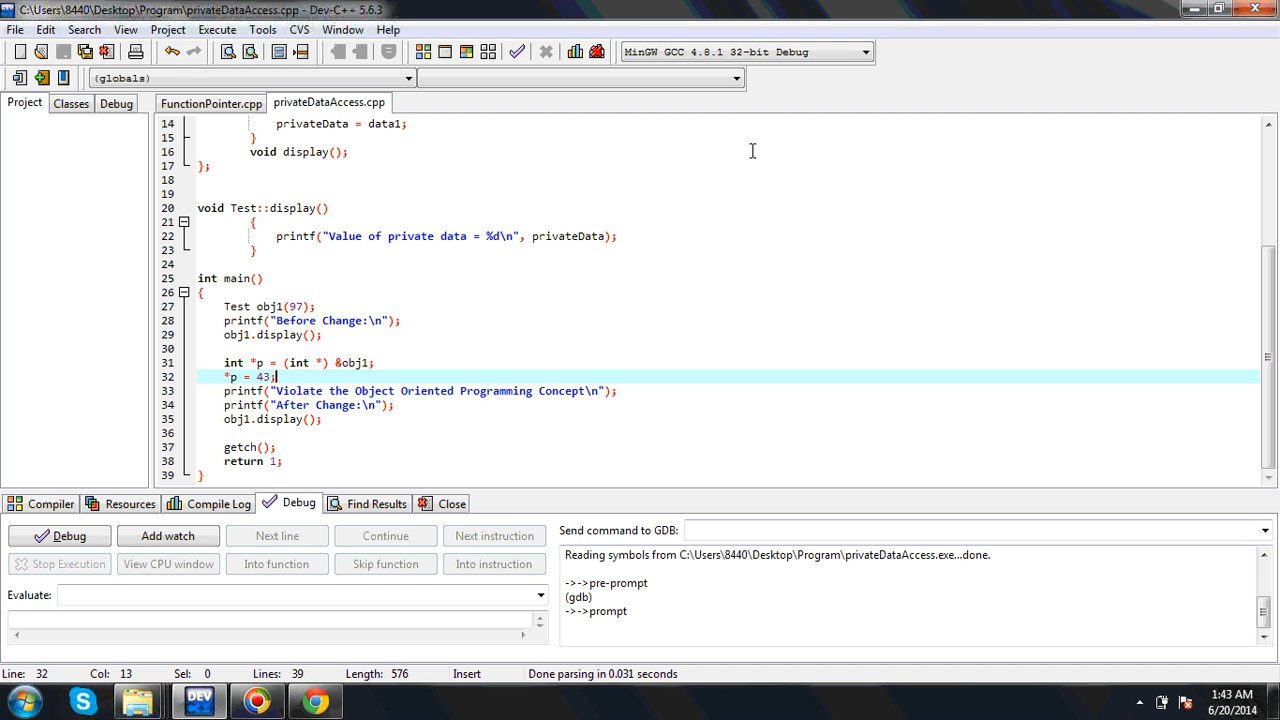 C:\Users\8440\Desktop\Program\privateDataAccess.cpp - Dev-C++ 5.6.3
File Edit Search View Project Execute Tools CVS Window Help
MinGW GCC 4.8.1 32-bit Debug
(globals)
Project Classes Debug FunctionPointer.cpp privateDataAccess.cpp
14 privateData = data1;
15 }
16 void display();
17 };
18
19
20 void Test::display()
21 {
22 printf("Value of private data = %d\n", privateData);
23 }
24
25 int main()
26 {
27 Test obj1(97);
28 printf("Before Change:\n");
29 obj1.display();
30
31 int *p = (int *) &obj1;
32 *p = 43;
33 printf("Violate the Object Oriented Programming Concept\n");
34 printf("After Change:\n");
35 obj1.display();
36
37 getch();
38 return 1;
39 }
Compiler Resources Compile Log Debug Find Results Close
Debug Add watch Next line Continue Next instruction Send command to GDB:
Stop Execution View CPU window Into function Skip function Into instruction
Reading symbols from C:\Users\8440\Desktop\Program\privateDataAccess.exe...done.
->->pre-prompt
(gdb)
->->prompt
Evaluate:
Line: 32 Col: 13 Sel: 0 Lines: 39 Length: 576 Insert Done parsing in 0.031 seconds
DEV
1:43 AM
6/20/2014